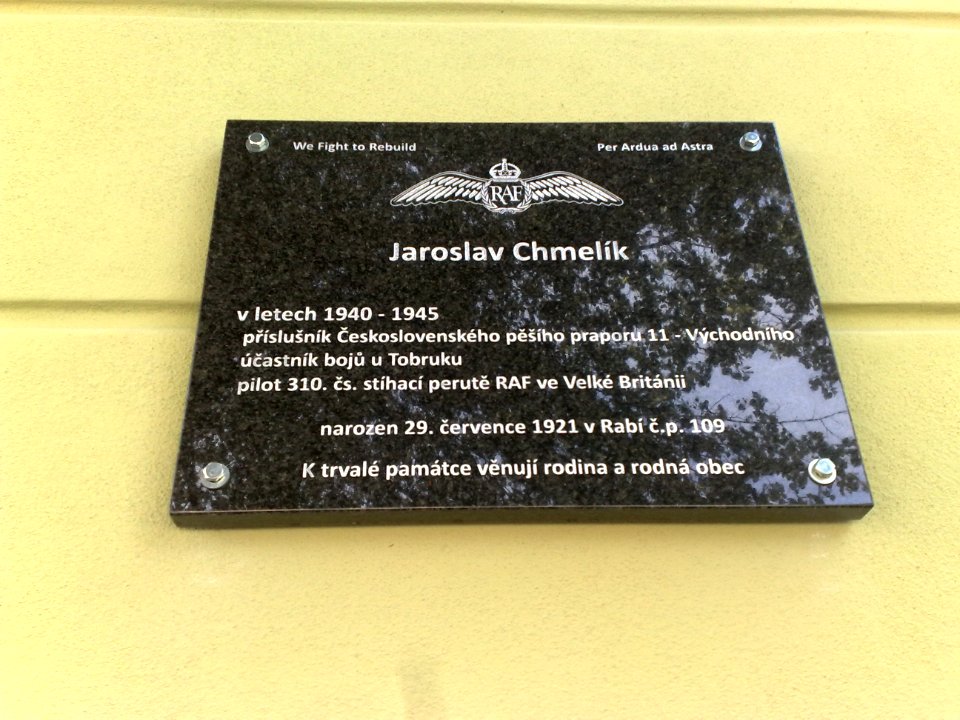 We Fight to Rebuild
Per Ardua ad Astra
RAF
Jaroslav Chmelík
v letech 1940 - 1945
příslušník Československého pěšího praporu 11 - Východního
účastník bojů u Tobruku
pilot 310. čs. stíhací perutě RAF ve Velké Británii
narozen 29. července 1921 v Rabí č.p. 109
K trvalé památce věnují rodina a rodná obec